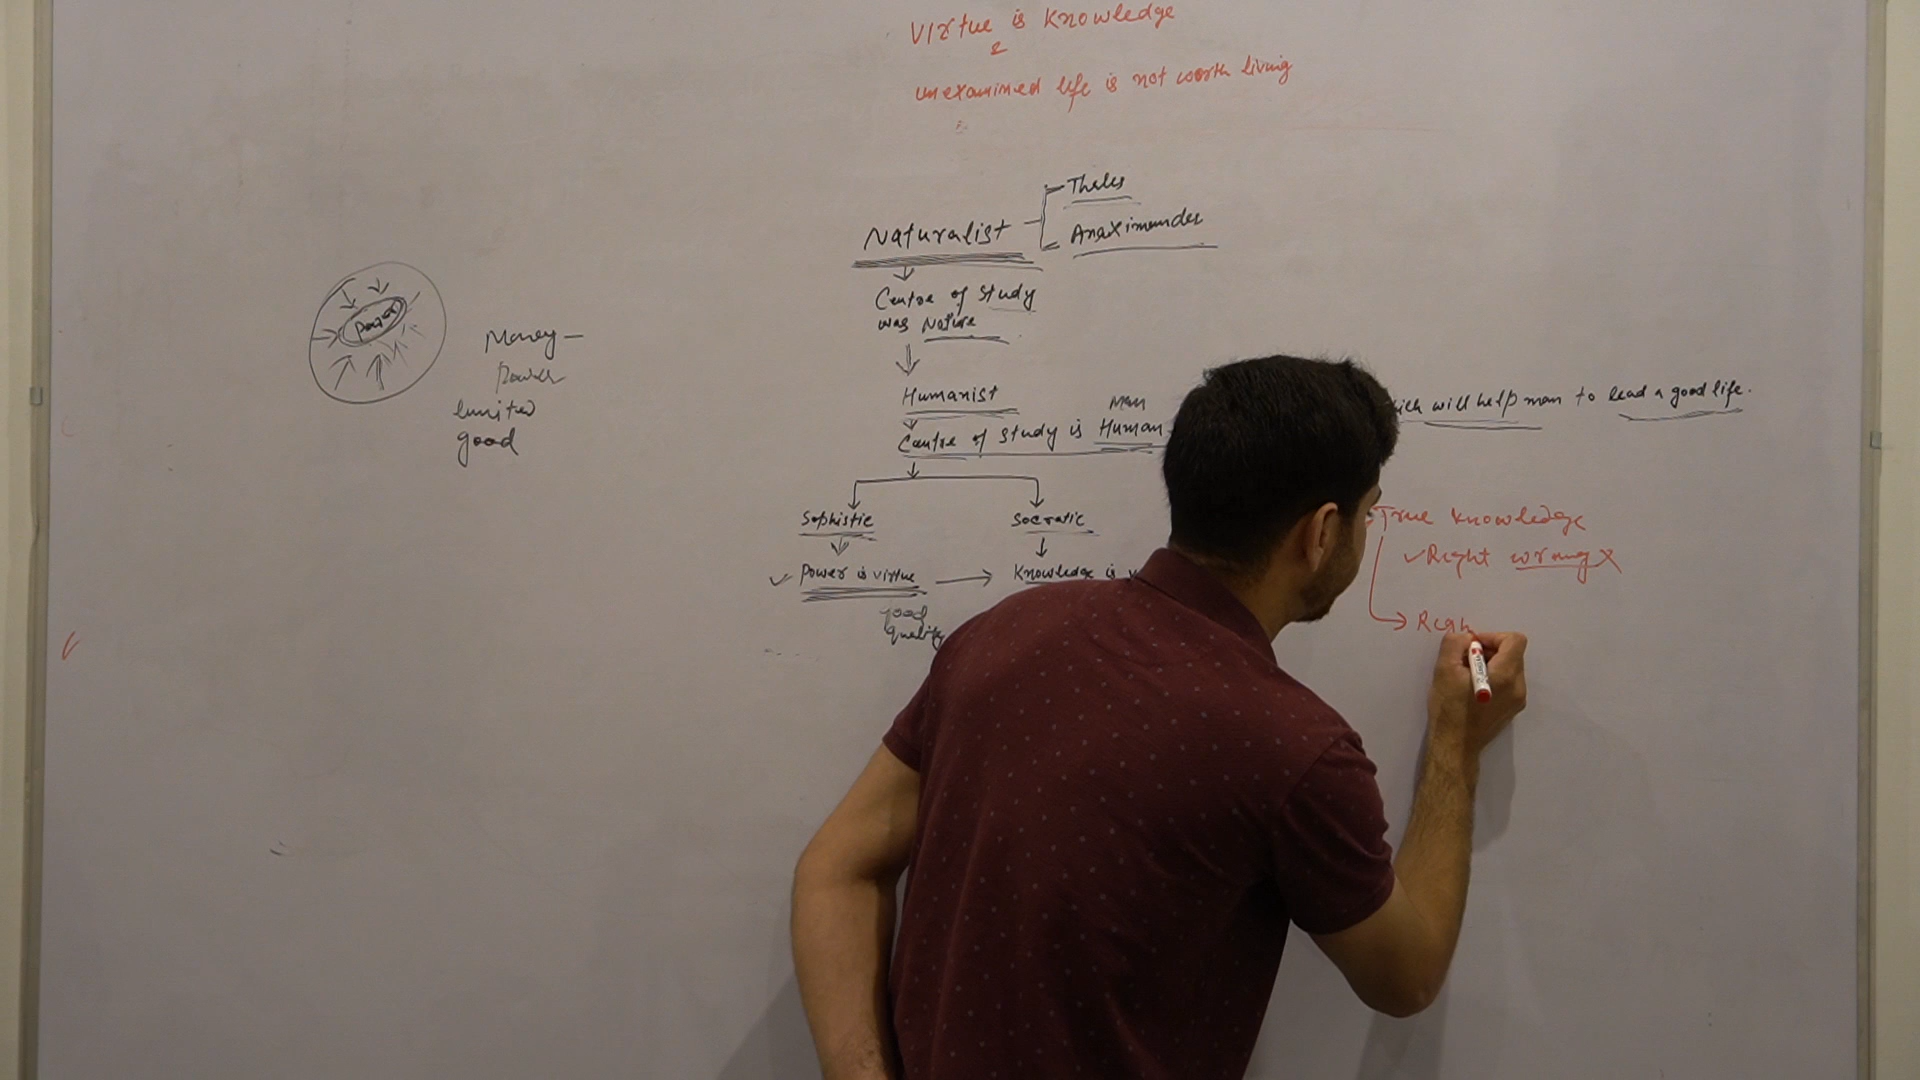 Virtue is knowledge
&
unexamined life is not worth living
Thales
Naturalist
Anaximander
Centre of Study
was Nature
Power
Money –
Power
limited
good
Humanist
Man
Centre of Study is Human
will help man to lead a good life.
Sophistic
Socratic
Power is virtue
Knowledge is
good
quality
True knowledge
Right wrong x